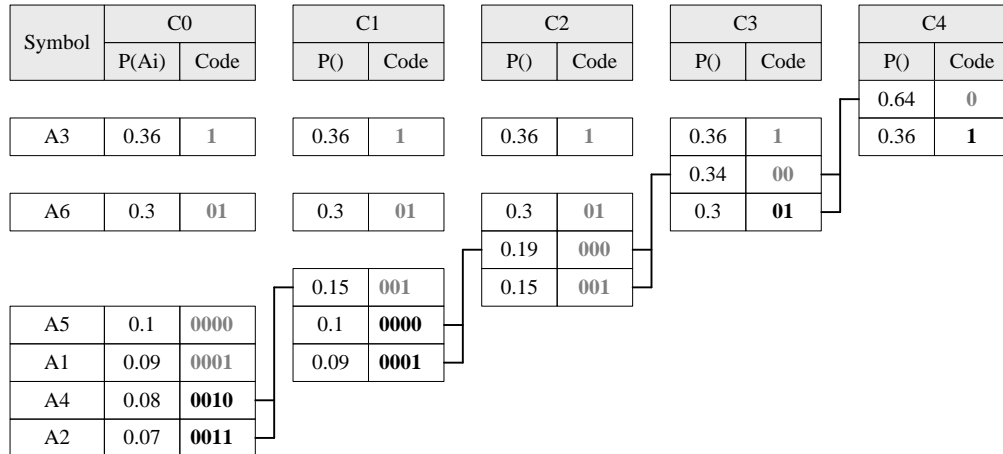 Symbol C0 C1 C2 C3 C4
P(Ai) Code P() Code P() Code P() Code P() Code
0.64 0
A3 0.36 1 0.36 1 0.36 1 0.36 1 0.36 1
0.34 00
A6 0.3 01 0.3 01 0.3 01 0.3 01
0.19 000
0.15 001 0.15 001
A5 0.1 0000 0.1 0000
A1 0.09 0001 0.09 0001
A4 0.08 0010
A2 0.07 0011